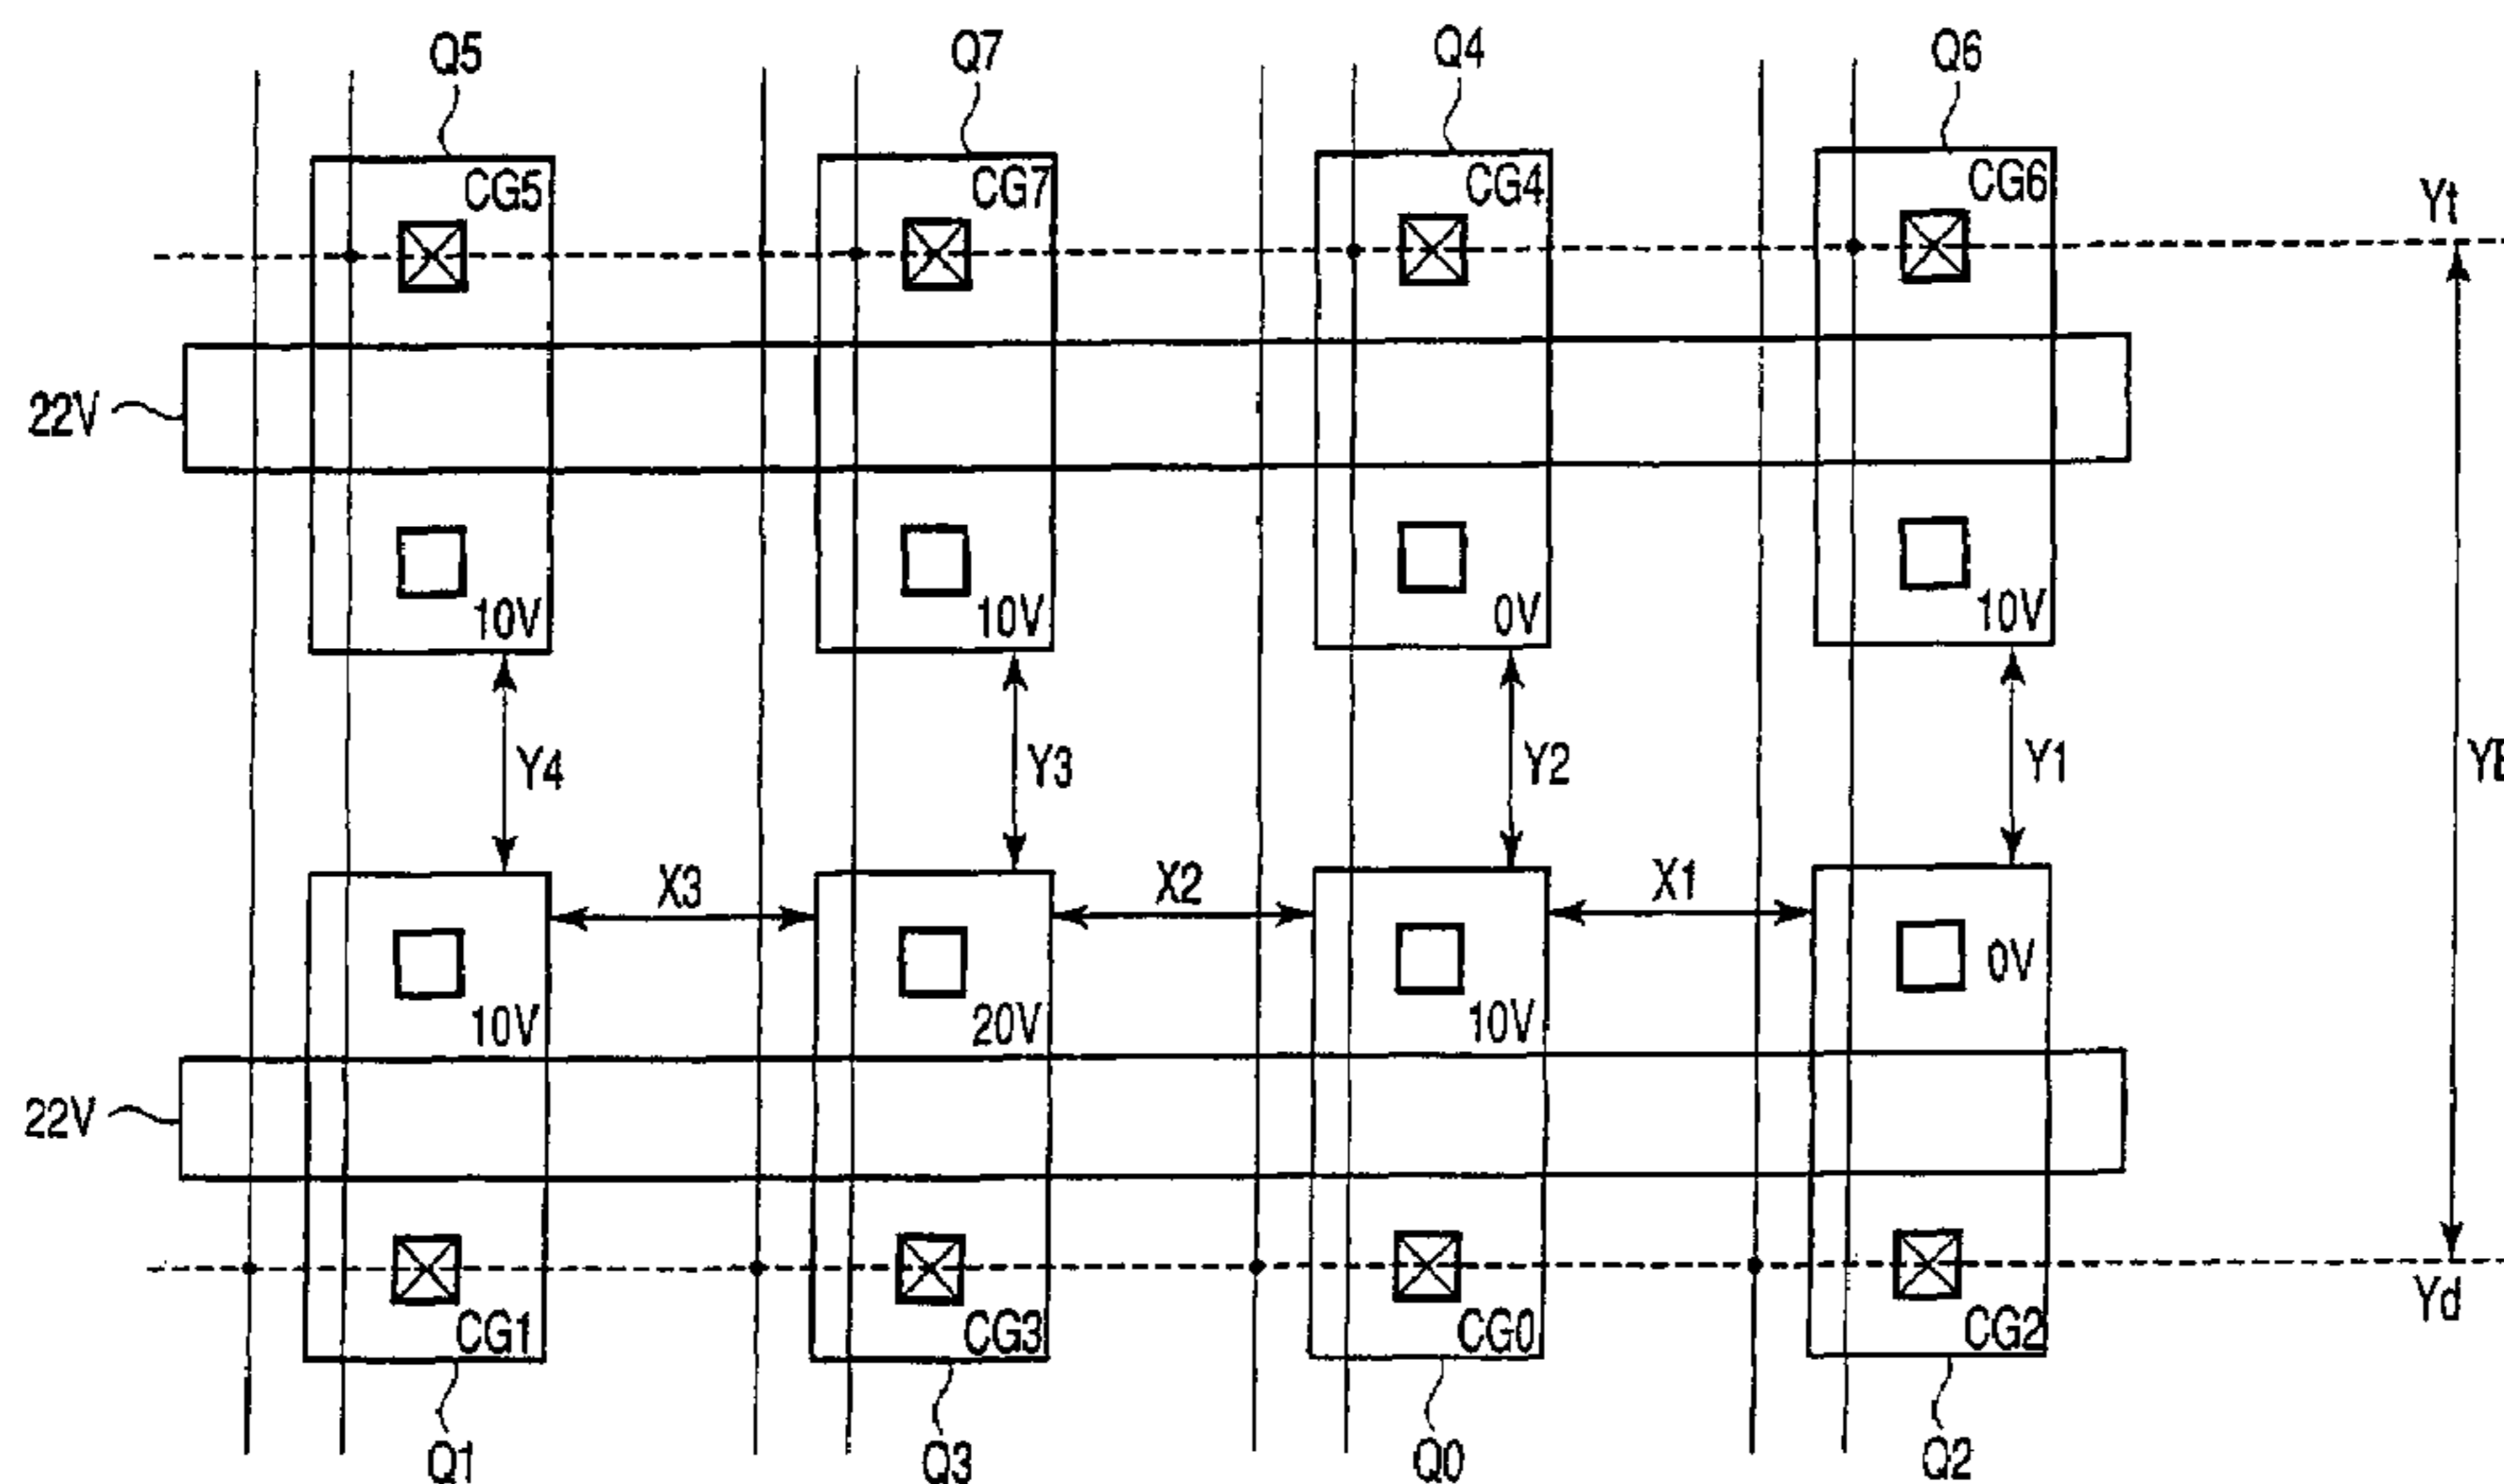 Q5 Q7 Q4 Q6
CG5 CG7 CG4 CG6
Yt
22V
10V 10V 0V 10V
Y4 Y3 Y2 Y1
X3 X2 X1
0V
10V 20V 10V
22V
Yd
CG1 CG3 CG0 CG2
Q1 Q3 Q0 Q2